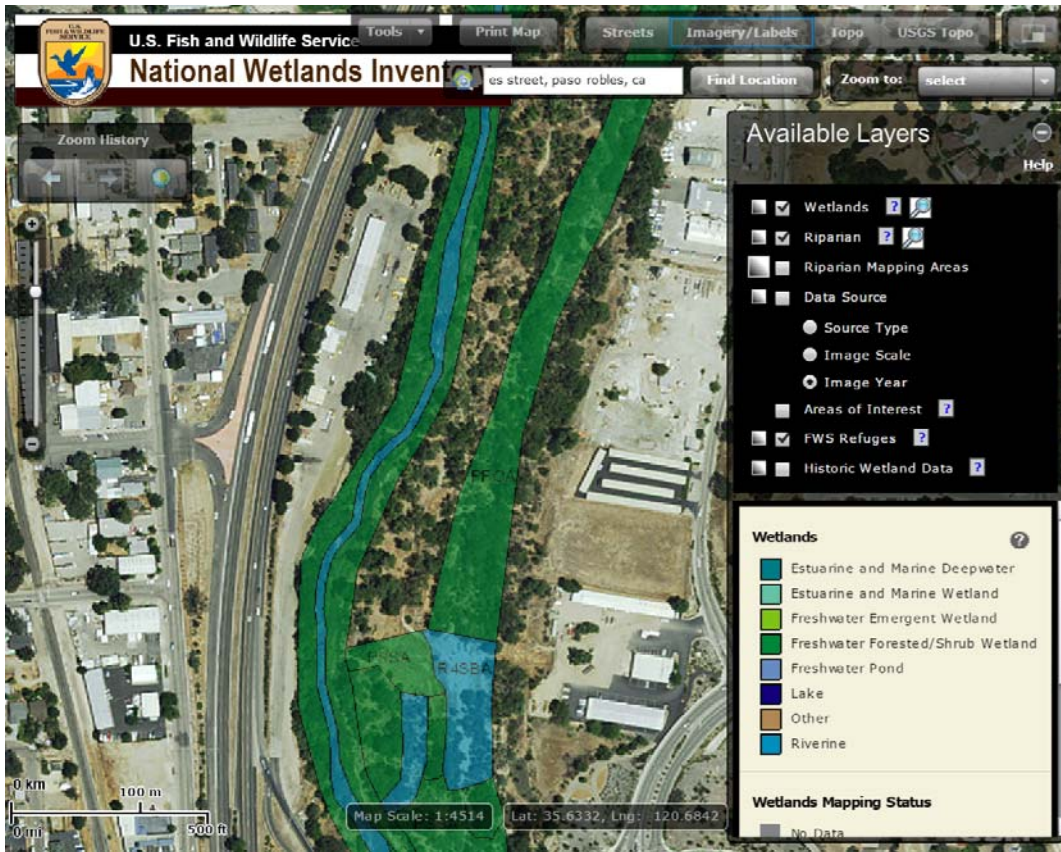 U.S.
FISH & WILDLIFE
SERVICE
U.S. Fish and Wildlife Service
National Wetlands Inventory
Tools
Print Map
Streets
Imagery/Labels
Topo
USGS Topo
es street, paso robles, ca
Find Location
Zoom to:
select
Zoom History
Available Layers
Help
Wetlands ?
Riparian ?
Riparian Mapping Areas
Data Source
Source Type
Image Scale
Image Year
Areas of Interest ?
FWS Refuges ?
Historic Wetland Data ?
Wetlands ?
Estuarine and Marine Deepwater
Estuarine and Marine Wetland
Freshwater Emergent Wetland
Freshwater Forested/Shrub Wetland
Freshwater Pond
Lake
Other
Riverine
Wetlands Mapping Status
No Data
R4SBA
0 km
100 m
0 mi
500 ft
Map Scale: 1:4514
Lat: 35.6332, Lng: -120.6842